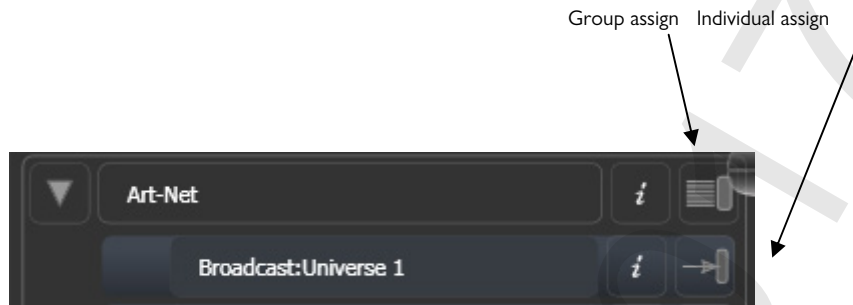 Group assign Individual assign
Art-Net i
Broadcast:Universe 1 i